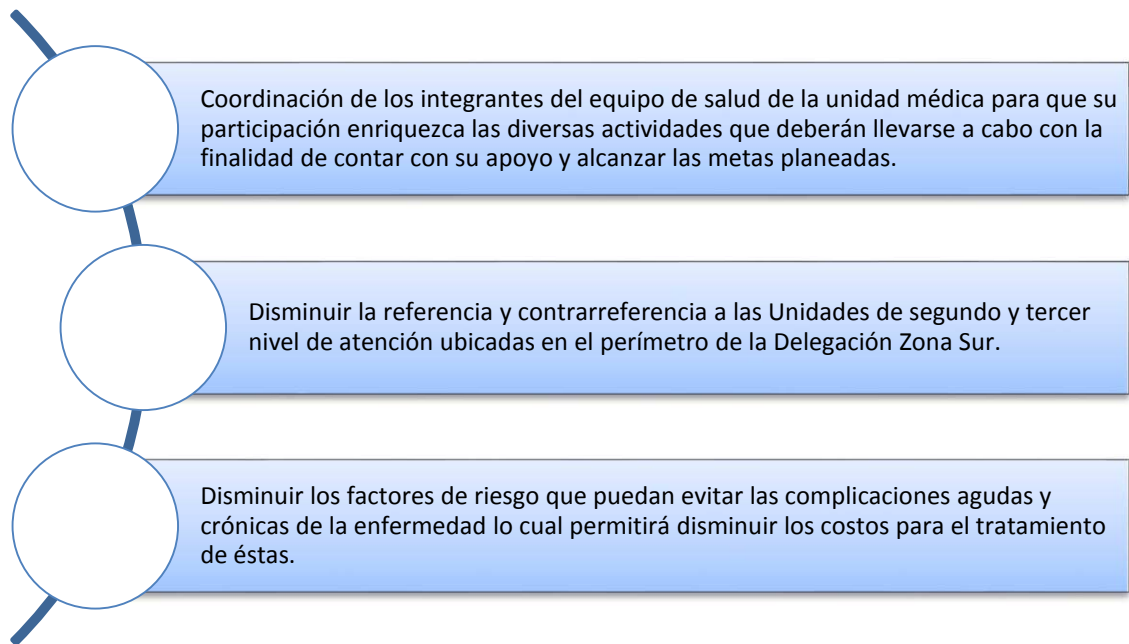 Coordinación de los integrantes del equipo de salud de la unidad médica para que su
participación enriquezca las diversas actividades que deberán llevarse a cabo con la
finalidad de contar con su apoyo y alcanzar las metas planeadas.
Disminuir la referencia y contrarreferencia a las Unidades de segundo y tercer
nivel de atención ubicadas en el perímetro de la Delegación Zona Sur.
Disminuir los factores de riesgo que puedan evitar las complicaciones agudas y
crónicas de la enfermedad lo cual permitirá disminuir los costos para el tratamiento
de éstas.